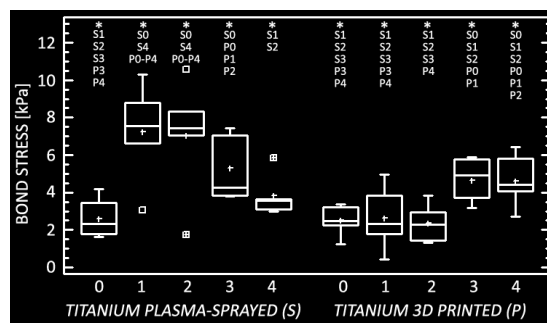 * * * * * * * * * *
S1 S0 S0 S0 S1 S1 S1 S1 S0 S0
S2 S4 S4 P0 S2 S2 S2 S2 S1 S1
S3 P0-P4 P0-P4 P1 S3 S3 S3 S2 S2
P3 P2 P3 P3 P4 P0 P0
P4 P4 P4 P1 P1
P2
12
10
8
6
4
2
0
BOND STRESS [kPa]
0 1 2 3 4 0 1 2 3 4
TITANIUM PLASMA-SPRAYED (S) TITANIUM 3D PRINTED (P)